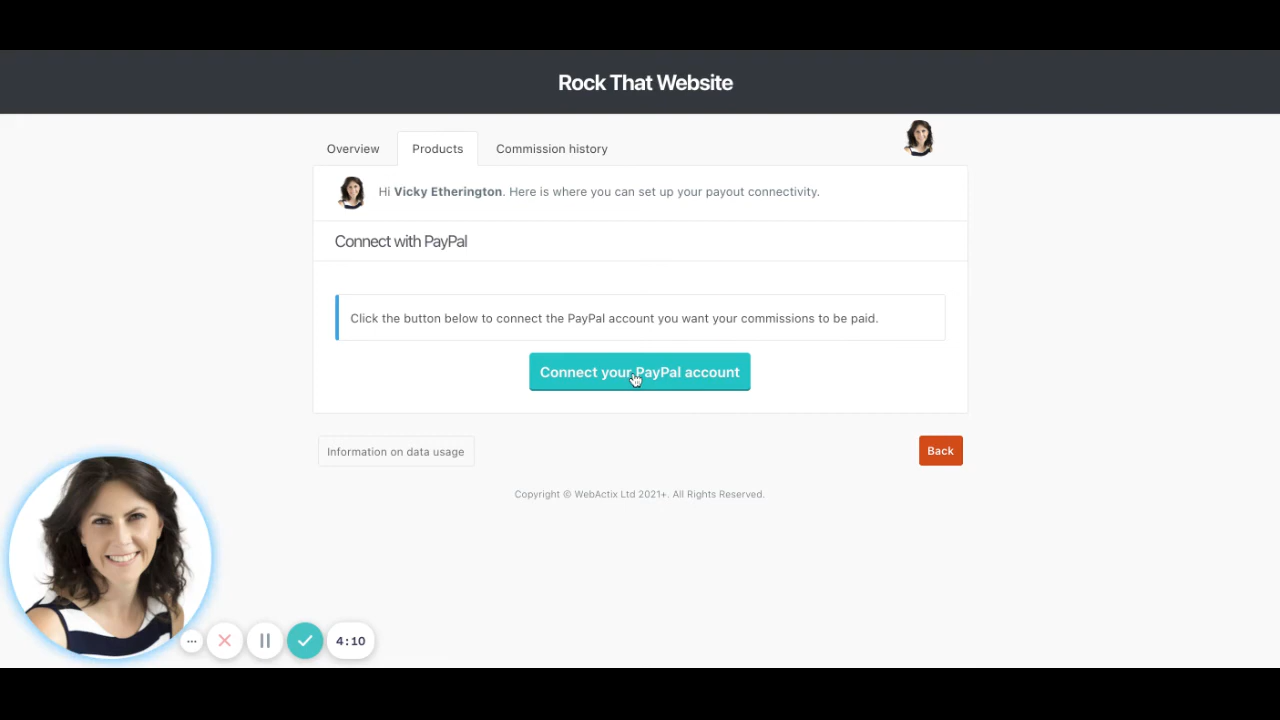 Rock That Website
Overview
Products
Commission history
Hi Vicky Etherington. Here is where you can set up your payout connectivity.
Connect with PayPal
Click the button below to connect the PayPal account you want your commissions to be paid.
Connect your PayPal account
Information on data usage
Back
Copyright © WebActix Ltd 2021+. All Rights Reserved.
4:10